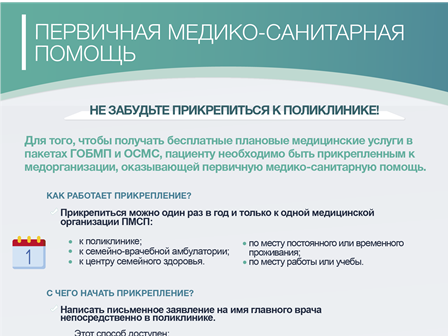 ПЕРВИЧНАЯ МЕДИКО-САНИТАРНАЯ
ПОМОЩЬ
НЕ ЗАБУДЬТЕ ПРИКРЕПИТЬСЯ К ПОЛИКЛИНИКЕ!
Для того, чтобы получать бесплатные плановые медицинские услуги в
пакетах ГОБМП и ОСМС, пациенту необходимо быть прикрепленным к
медорганизации, оказывающей первичную медико-санитарную помощь.
КАК РАБОТАЕТ ПРИКРЕПЛЕНИЕ?
Прикрепиться можно один раз в год и только к одной медицинской
организации ПМСП:
1
• к поликлинике;
• к семейно-врачебной амбулатории;
• к центру семейного здоровья.
• по месту постоянного или временного
проживания;
• по месту работы или учебы.
С ЧЕГО НАЧАТЬ ПРИКРЕПЛЕНИЕ?
Написать письменное заявление на имя главного врача
непосредственно в поликлинике.
Этот способ доступен: